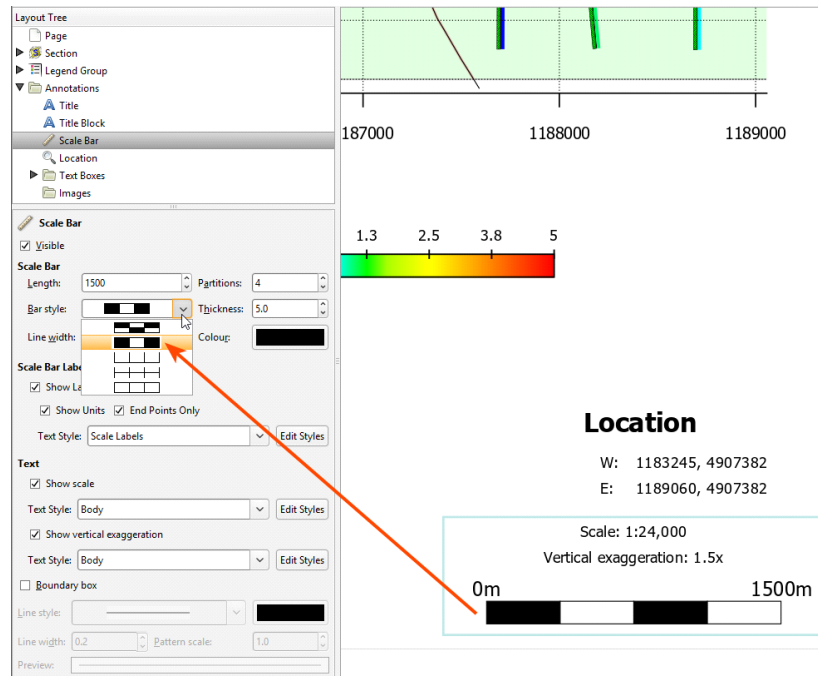 Layout Tree
Page
Section
Legend Group
Annotations
Title
Title Block
Scale Bar
Location
Text Boxes
Images
Scale Bar
Visible
Scale Bar
Length: 1500 Partitions: 4
Bar style: Thickness: 5.0
Line width: Colour:
Scale Bar Labe
Show La
Show Units End Points Only
Text Style: Scale Labels Edit Styles
Text
Show scale
Text Style: Body Edit Styles
Show vertical exaggeration
Text Style: Body Edit Styles
Boundary box
Line style:
Line width: 0.2 Pattern scale: 1.0
Preview:
187000 1188000 1189000
1.3 2.5 3.8 5
Location
W: 1183245, 4907382
E: 1189060, 4907382
Scale: 1:24,000
Vertical exaggeration: 1.5x
0m 1500m